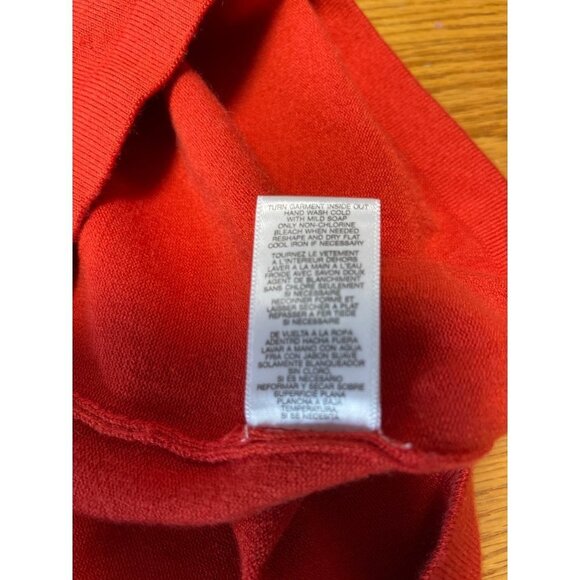 TURN GARMENT INSIDE OUT
HAND WASH COLD
WITH MILD SOAP
ONLY NON-CHLORINE
BLEACH WHEN NEEDED
RESHAPE AND DRY FLAT
COOL IRON IF NECESSARY
TOURNEZ LE VETEMENT
À L'INTERIEUR DEHORS
LAVER À LA MAIN À L'EAU
FROIDE AVEC SAVON DOUX
AGENT DE BLANCHIMENT
SANS CHLORE SEULEMENT
SI NECESSAIRE
REDONNER FORME ET
LAISSER SÉCHER À PLAT
REPASSER À FER TIEDE
SI NECESSAIRE
DE VUELTA A LA ROPA
ADENTRO HACHA FUERA
LAVAR A MANO CON AGUA
FRIA CON JABON SUAVE
SOLAMENTE BLANQUEADOR
SIN CLORO,
SI ES NECESARIO
REFORMAR Y SECAR SOBRE
SUPERFICIE PLANA
PLANCHA A BAJA
TEMPERATURA,
SI SE NECESITA